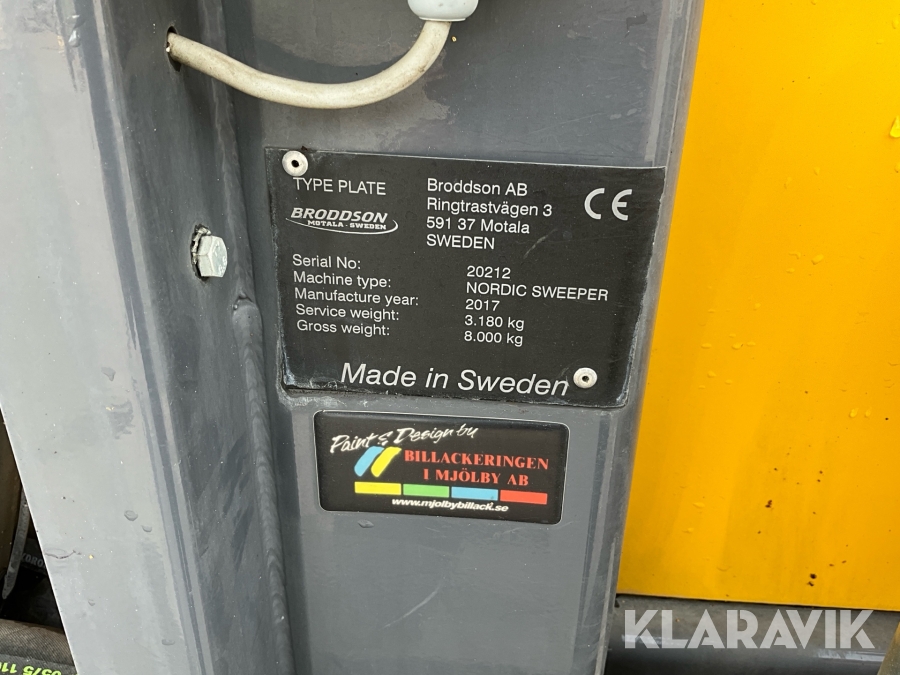 TYPE PLATE
BRODDSON
MOTALA - SWEDEN
Broddson AB
Ringtrastvägen 3
591 37 Motala
SWEDEN
CE
Serial No: 20212
Machine type: NORDIC SWEEPER
Manufacture year: 2017
Service weight: 3.180 kg
Gross weight: 8.000 kg
Made in Sweden
Paint & Design by
BILLACKERINGEN
I MJÖLBY AB
www.mjolbybillack.se
KLARAVIK